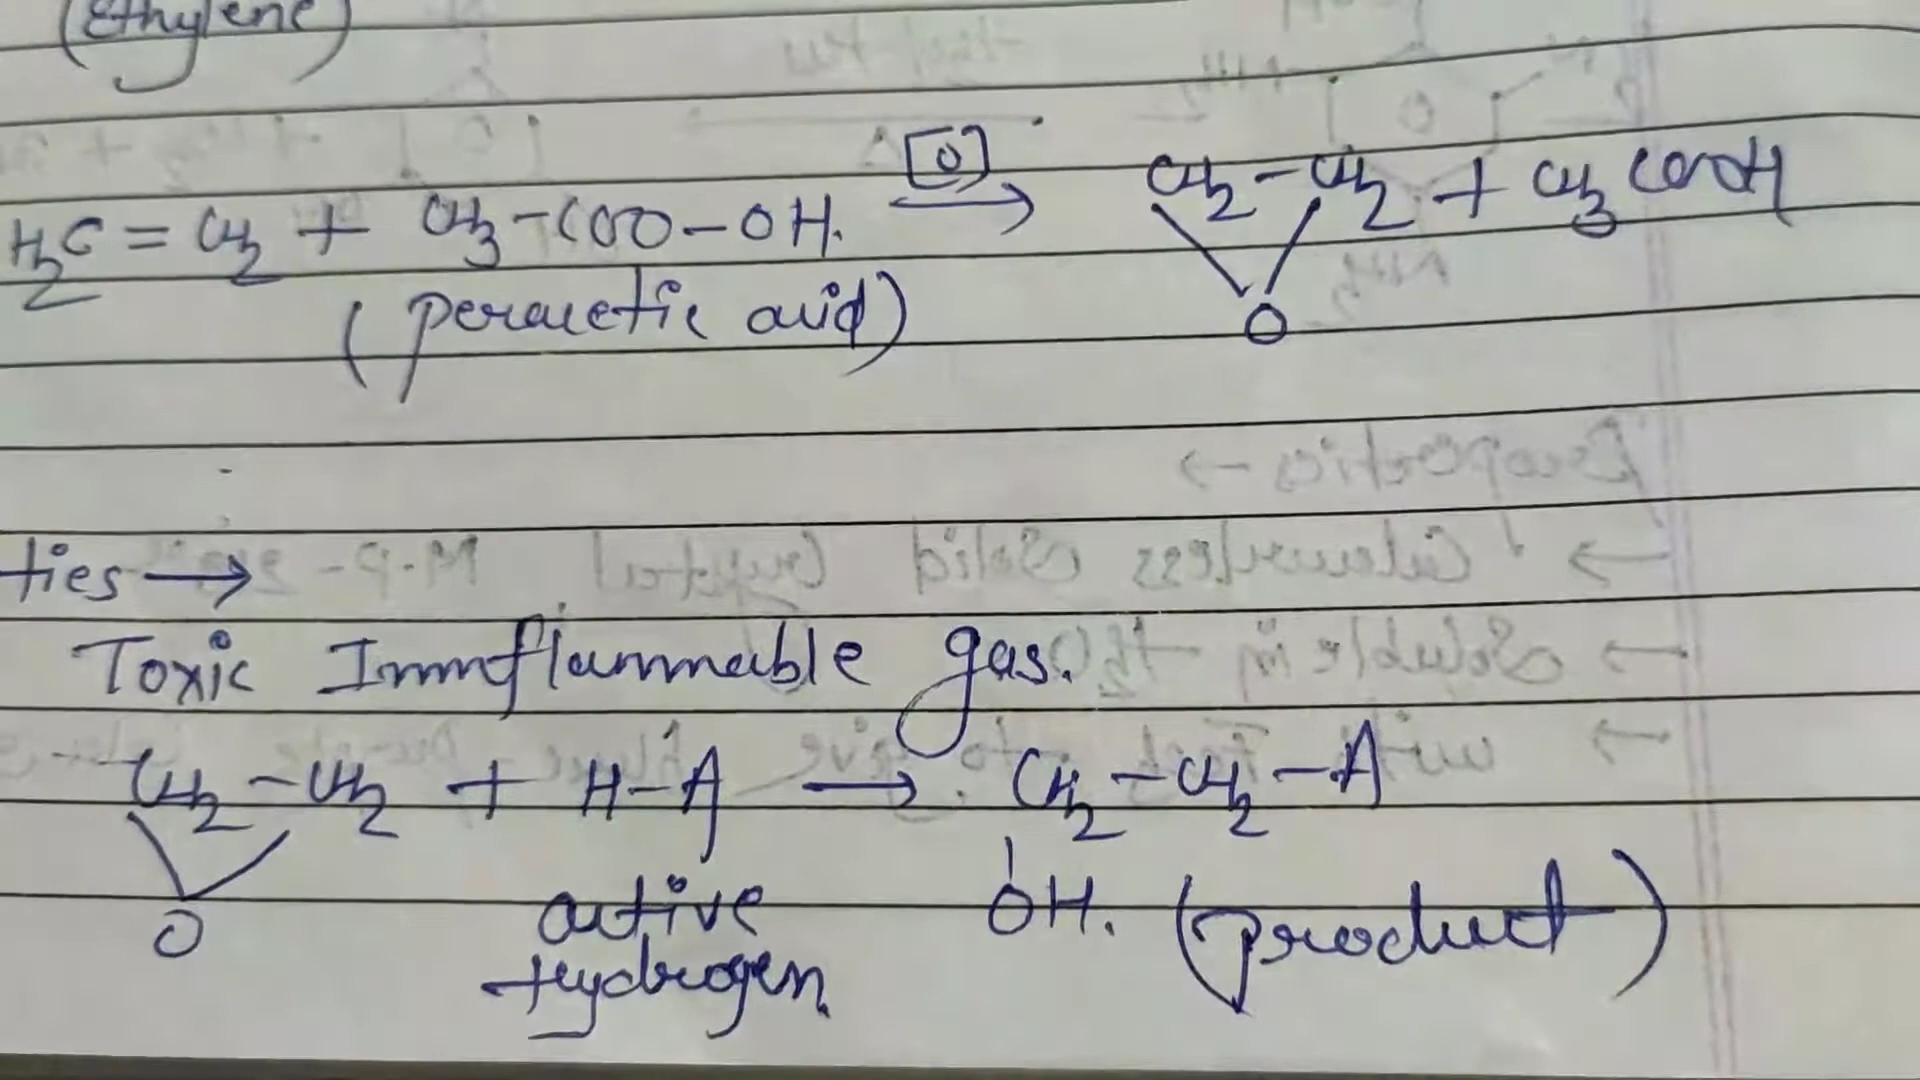 (Ethylene)
[O]
H2C = CH2 + CH3-COO-OH. → CH2-CH2 + CH3COOH
(peracetic acid)
O
ties →
Toxic Immflammable gas.
CH2-CH2 + H-A → CH2-CH2-A
O active OH. (product)
Hydrogen.